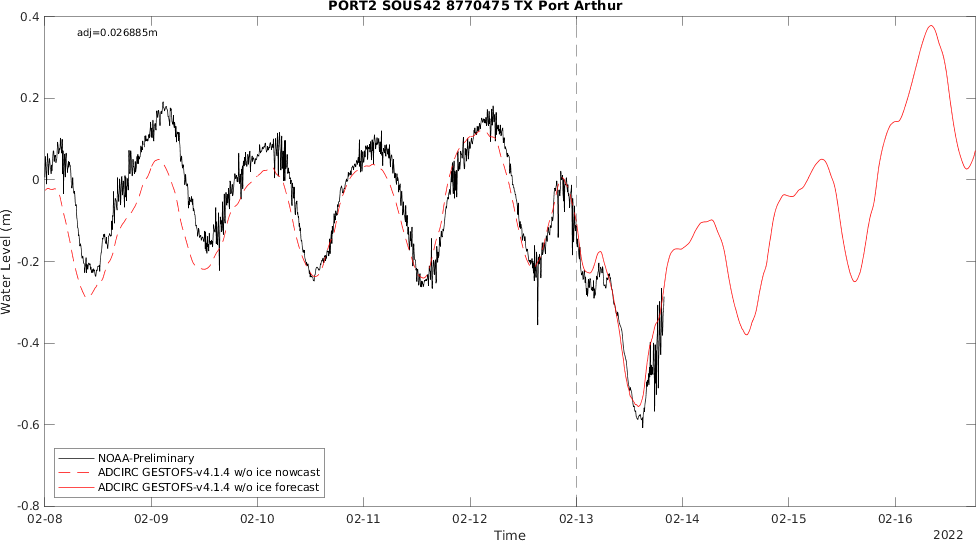 PORT2 SOUS42 8770475 TX Port Arthur
adj=0.026885m
0.4
0.2
0
-0.2
-0.4
-0.6
-0.8
Water Level (m)
NOAA-Preliminary
ADCIRC GESTOFS-v4.1.4 w/o ice nowcast
ADCIRC GESTOFS-v4.1.4 w/o ice forecast
02-08 02-09 02-10 02-11 02-12 02-13 02-14 02-15 02-16
Time
2022